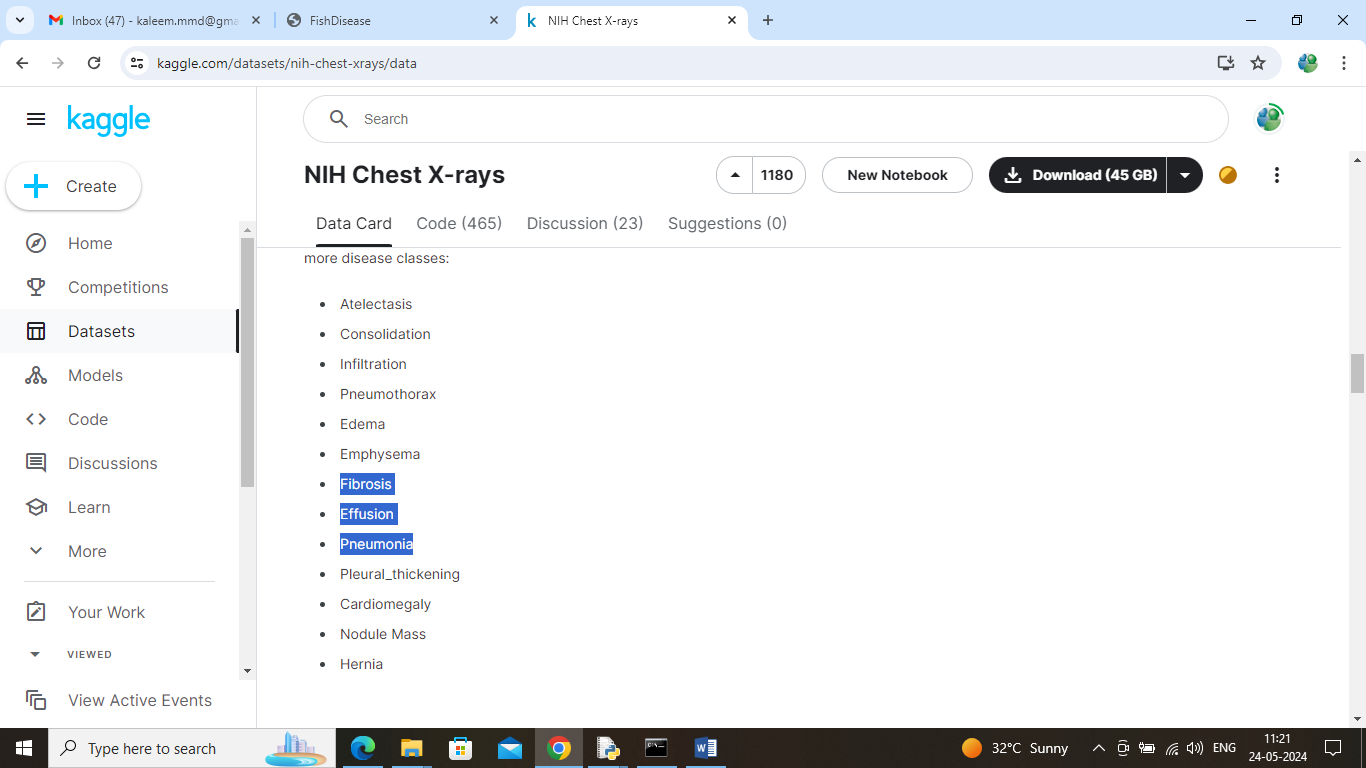 Inbox (47) - kaleem.mmd@gma
FishDisease
NIH Chest X-rays
kaggle.com/datasets/nih-chest-xrays/data
kaggle
Search
Create
NIH Chest X-rays
1180
New Notebook
Download (45 GB)
Data Card
Code (465)
Discussion (23)
Suggestions (0)
Home
Competitions
Datasets
Models
Code
Discussions
Learn
More
Your Work
VIEWED
View Active Events
more disease classes:
Atelectasis
Consolidation
Infiltration
Pneumothorax
Edema
Emphysema
Fibrosis
Effusion
Pneumonia
Pleural_thickening
Cardiomegaly
Nodule Mass
Hernia
Type here to search
32°C Sunny
ENG
11:21
24-05-2024